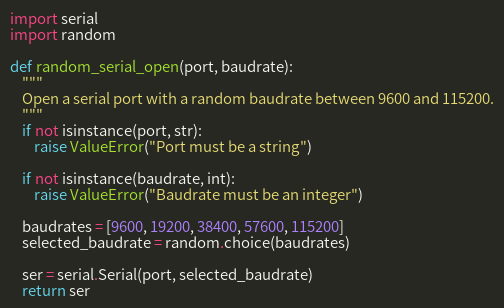 import serial
import random
def random_serial_open(port, baudrate):
    """
    Open a serial port with a random baudrate between 9600 and 115200.
    """
    if not isinstance(port, str):
        raise ValueError("Port must be a string")
    if not isinstance(baudrate, int):
        raise ValueError("Baudrate must be an integer")
    baudrates = [9600, 19200, 38400, 57600, 115200]
    selected_baudrate = random.choice(baudrates)
    ser = serial.Serial(port, selected_baudrate)
    return ser